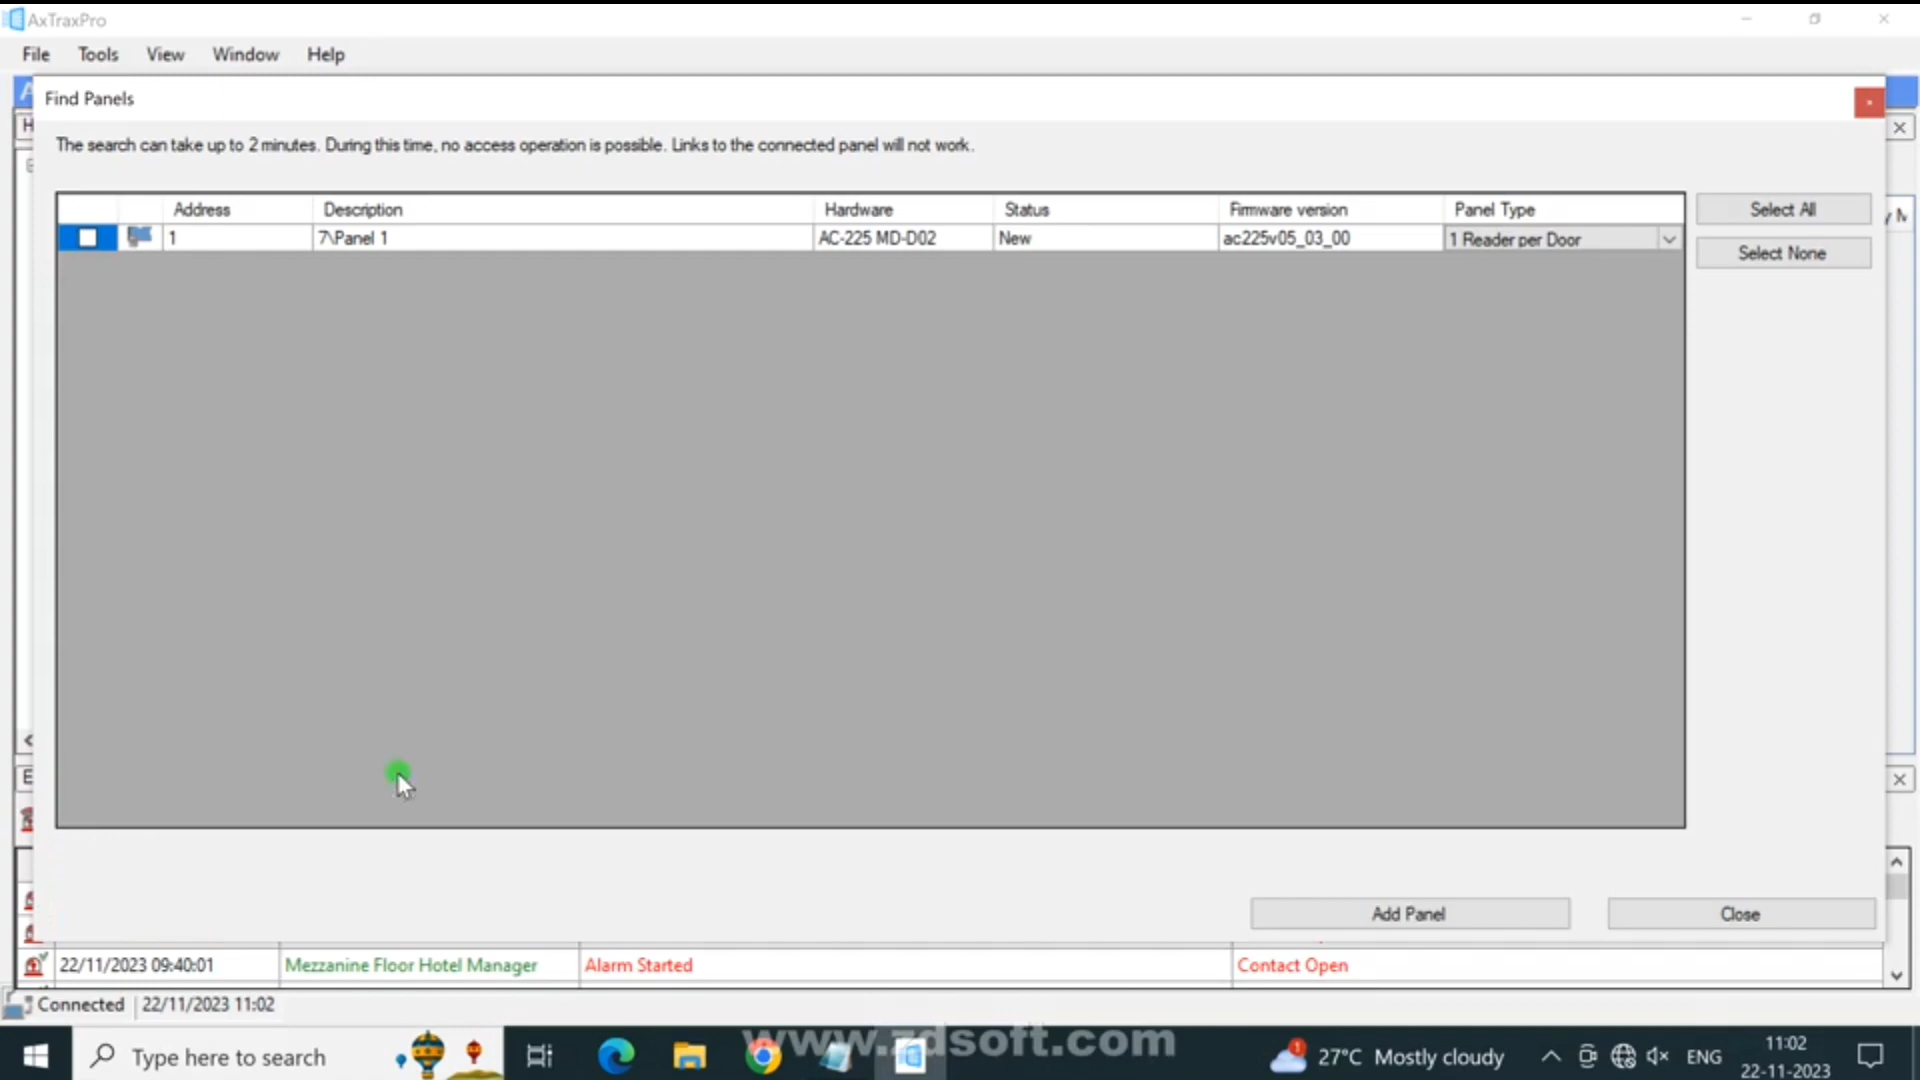 AxTraxPro
File Tools View Window Help
Find Panels
The search can take up to 2 minutes. During this time, no access operation is possible. Links to the connected panel will not work.
Address Description Hardware Status Firmware version Panel Type
1 7\Panel 1 AC-225 MD-D02 New ac225v05_03_00 1 Reader per Door
Select All
Select None
Add Panel Close
22/11/2023 09:40:01 Mezzanine Floor Hotel Manager Alarm Started Contact Open
Connected 22/11/2023 11:02
www.zdsoft.com
Type here to search
27°C Mostly cloudy
ENG
11:02
22-11-2023